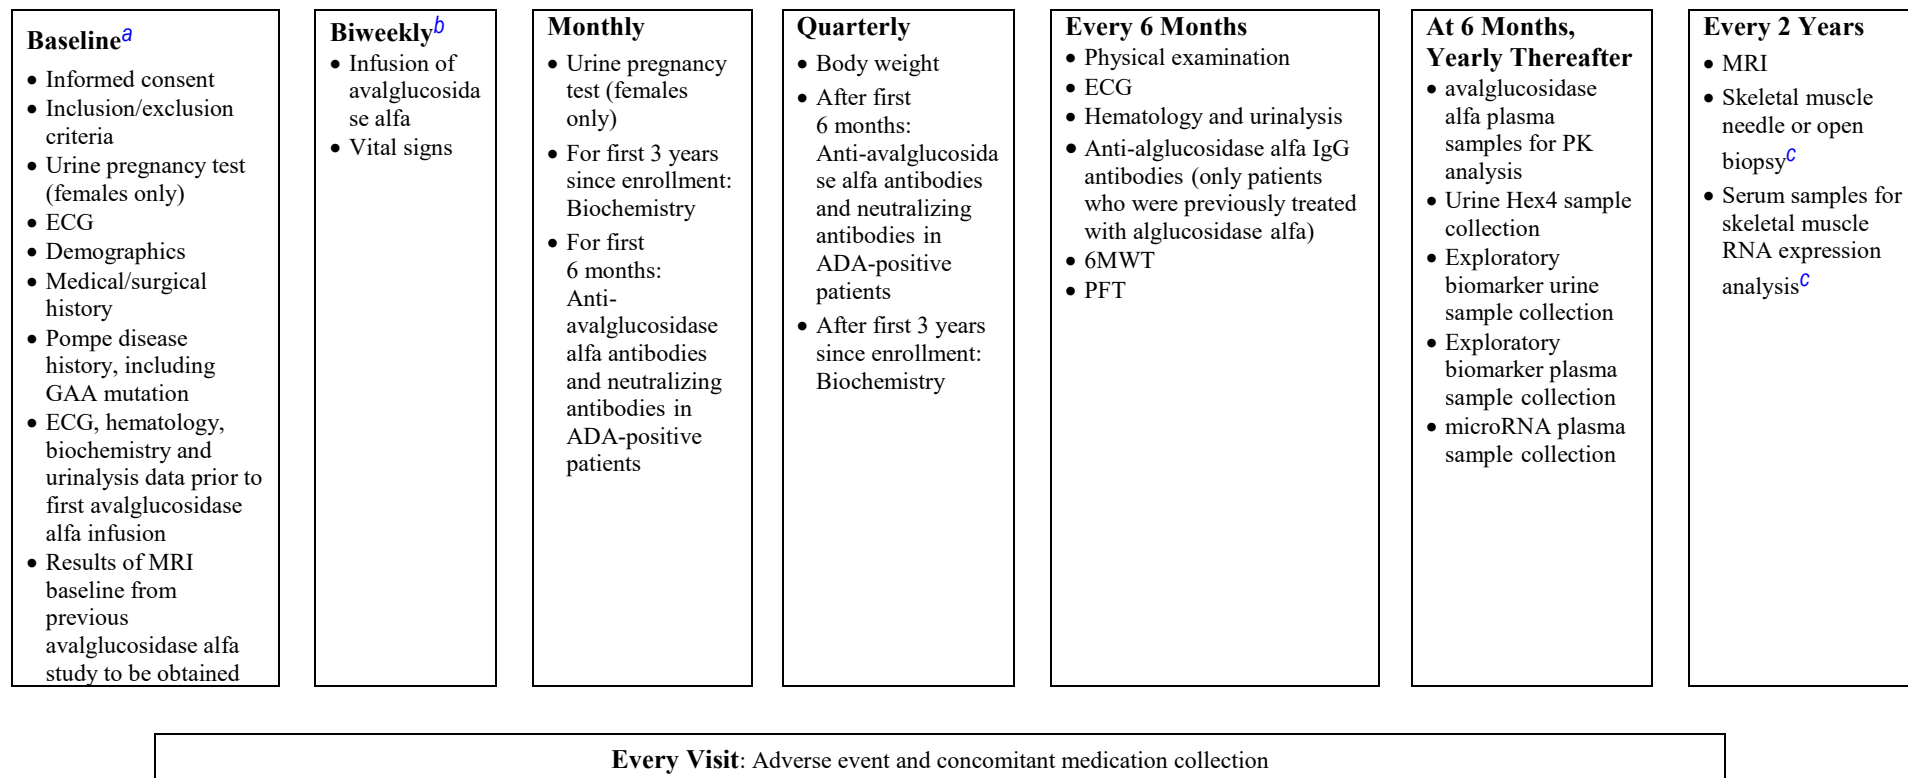 Baselineᵃ
• Informed consent
• Inclusion/exclusion
criteria
• Urine pregnancy test
(females only)
• ECG
• Demographics
• Medical/surgical
history
• Pompe disease
history, including
GAA mutation
• ECG, hematology,
biochemistry and
urinalysis data prior to
first avalglucosidase
alfa infusion
• Results of MRI
baseline from
previous
avalglucosidase alfa
study to be obtained
Biweeklyᵇ
• Infusion of
avalglucosida
se alfa
• Vital signs
Monthly
• Urine pregnancy
test (females
only)
• For first 3 years
since enrollment:
Biochemistry
• For first
6 months:
Anti-
avalglucosidase
alfa antibodies
and neutralizing
antibodies in
ADA-positive
patients
Quarterly
• Body weight
• After first
6 months:
Anti-avalglucosida
se alfa antibodies
and neutralizing
antibodies in
ADA-positive
patients
• After first 3 years
since enrollment:
Biochemistry
Every 6 Months
• Physical examination
• ECG
• Hematology and urinalysis
• Anti-alglucosidase alfa IgG
antibodies (only patients
who were previously treated
with alglucosidase alfa)
• 6MWT
• PFT
At 6 Months,
Yearly Thereafter
• avalglucosidase
alfa plasma
samples for PK
analysis
• Urine Hex4 sample
collection
• Exploratory
biomarker urine
sample collection
• Exploratory
biomarker plasma
sample collection
• microRNA plasma
sample collection
Every 2 Years
• MRI
• Skeletal muscle
needle or open
biopsyᶜ
• Serum samples for
skeletal muscle
RNA expression
analysisᶜ
Every Visit: Adverse event and concomitant medication collection